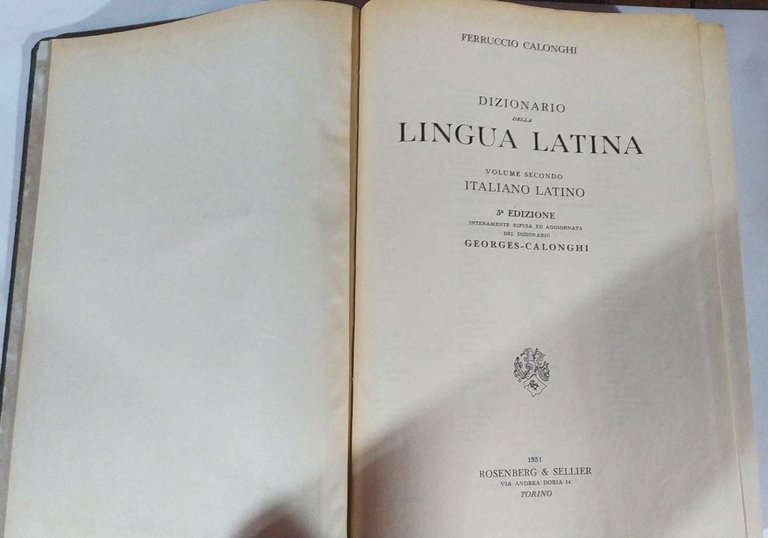 FERRUCCIO CALONGHI
DIZIONARIO
DELLA
LINGUA LATINA
VOLUME SECONDO
ITALIANO LATINO
3ª EDIZIONE
INTERAMENTE RIFUSA ED AGGIORNATA
DEL DIZIONARIO
GEORGES-CALONGHI
1951
ROSENBERG & SELLIER
VIA ANDREA DORIA 14
TORINO